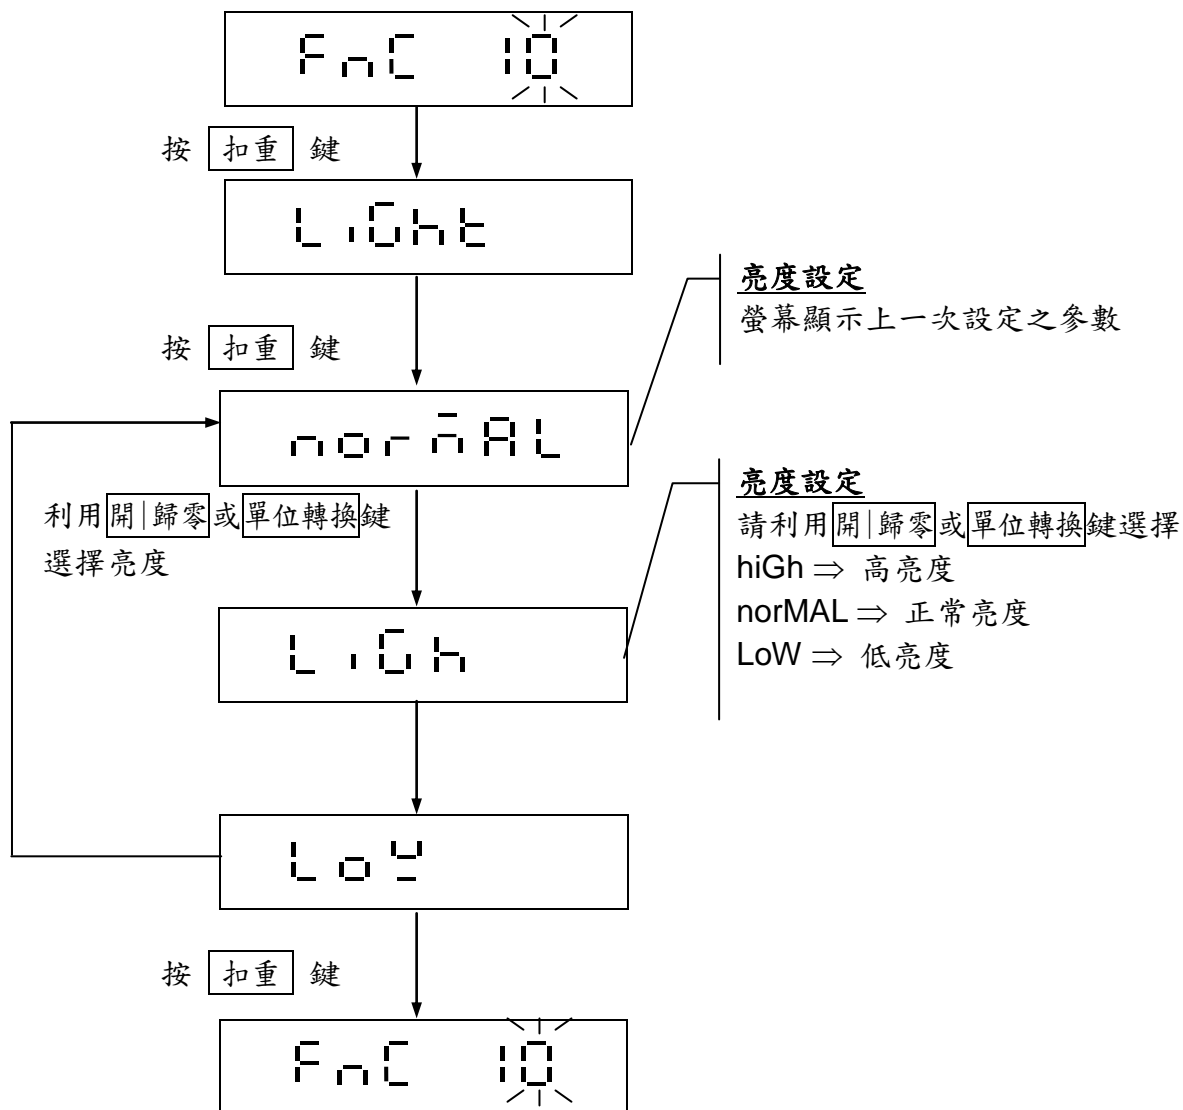 FnC 10
按 扣重 鍵
LiGht
按 扣重 鍵
亮度設定
螢幕顯示上一次設定之參數
norMAL
利用開|歸零或單位轉換鍵
選擇亮度
亮度設定
請利用開|歸零或單位轉換鍵選擇
hiGh ⇒ 高亮度
norMAL ⇒ 正常亮度
LoW ⇒ 低亮度
LiGh
LoW
按 扣重 鍵
FnC 10